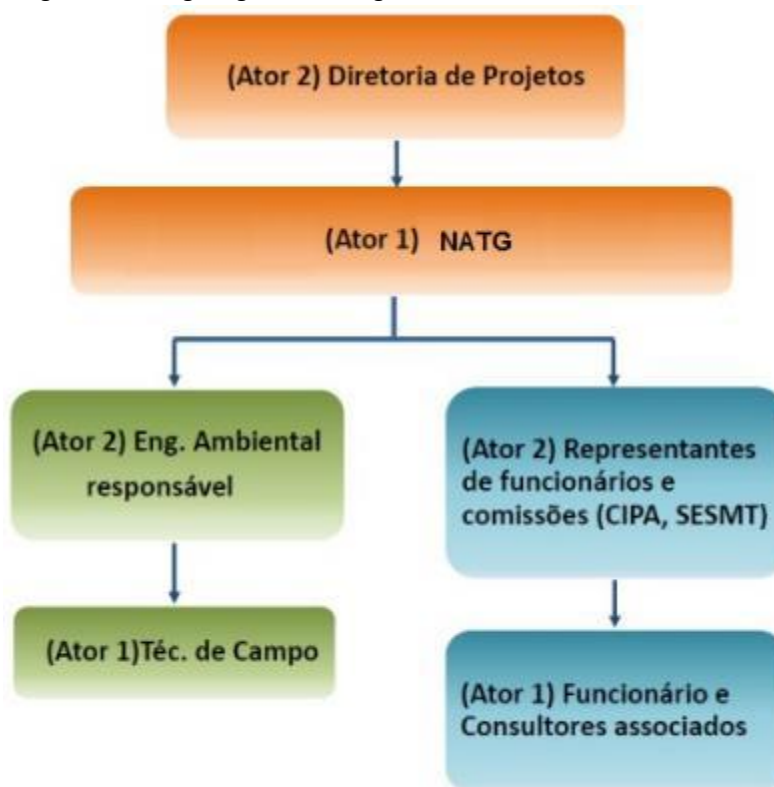 (Ator 2) Diretoria de Projetos
(Ator 1) NATG
(Ator 2) Eng. Ambiental
responsável
(Ator 2) Representantes
de funcionários e
comissões (CIPA, SESMT)
(Ator 1)Téc. de Campo
(Ator 1) Funcionário e
Consultores associados